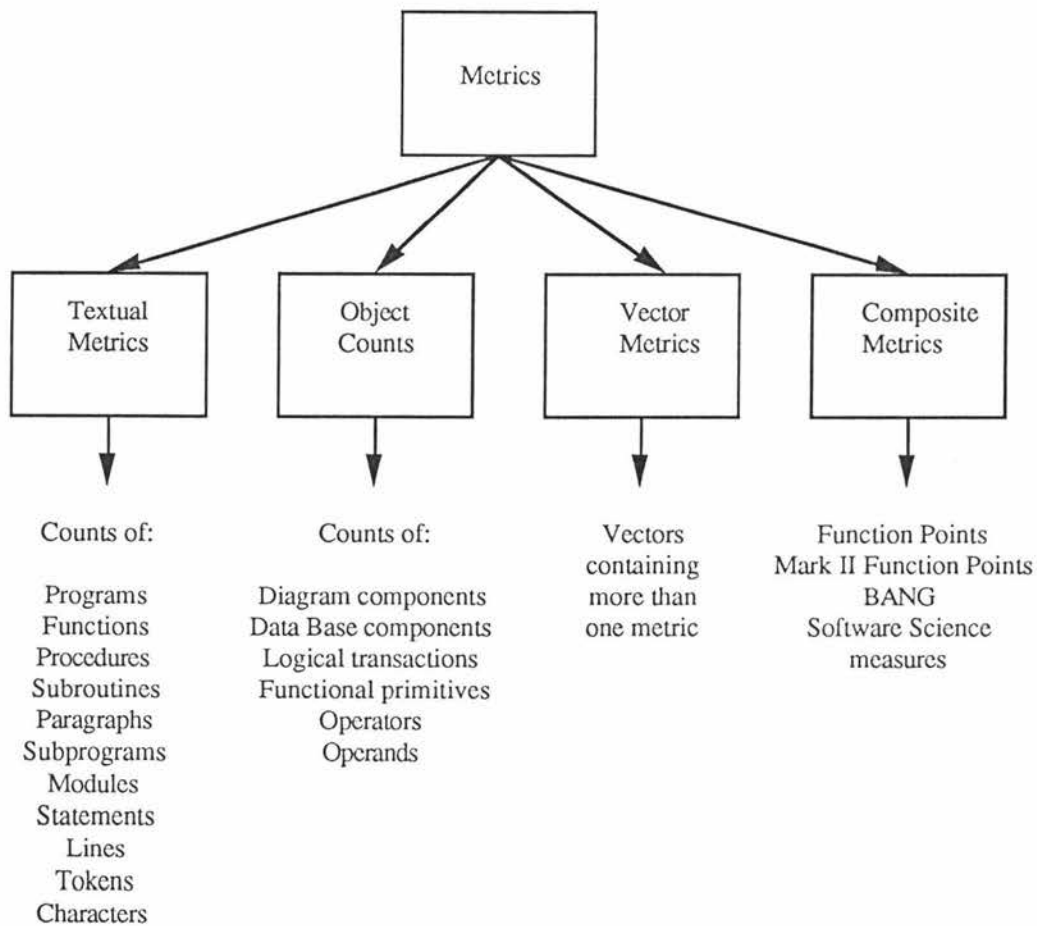 Metrics
Textual
Metrics
Object
Counts
Vector
Metrics
Composite
Metrics
Counts of:
Programs
Functions
Procedures
Subroutines
Paragraphs
Subprograms
Modules
Statements
Lines
Tokens
Characters
Counts of:
Diagram components
Data Base components
Logical transactions
Functional primitives
Operators
Operands
Vectors
containing
more than
one metric
Function Points
Mark II Function Points
BANG
Software Science
measures